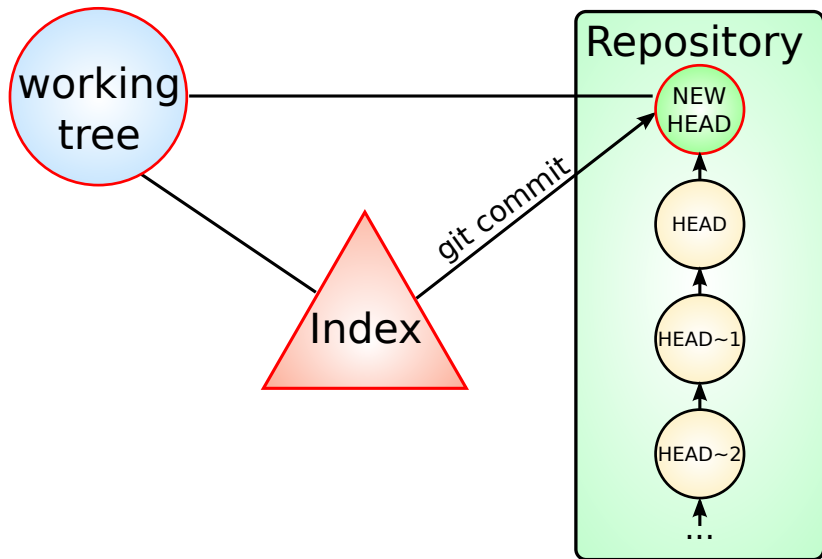 Repository
working
tree
NEW
HEAD
git commit
HEAD
Index
HEAD~1
HEAD~2
...